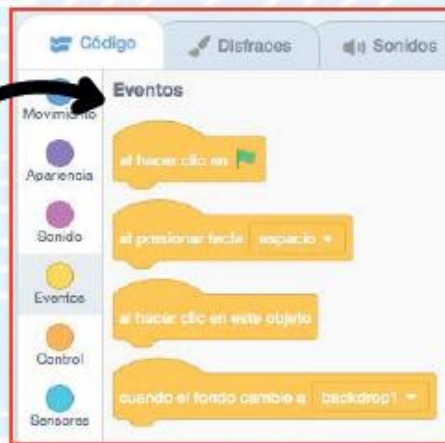 Código Disfraces Sonidos
Eventos
Movimiento
al hacer clic en
Apariencia
al presionar tecla espacio
Sonido
Eventos
al hacer clic en este objeto
Control
cuando el fondo cambie a backdrop1
Sensores